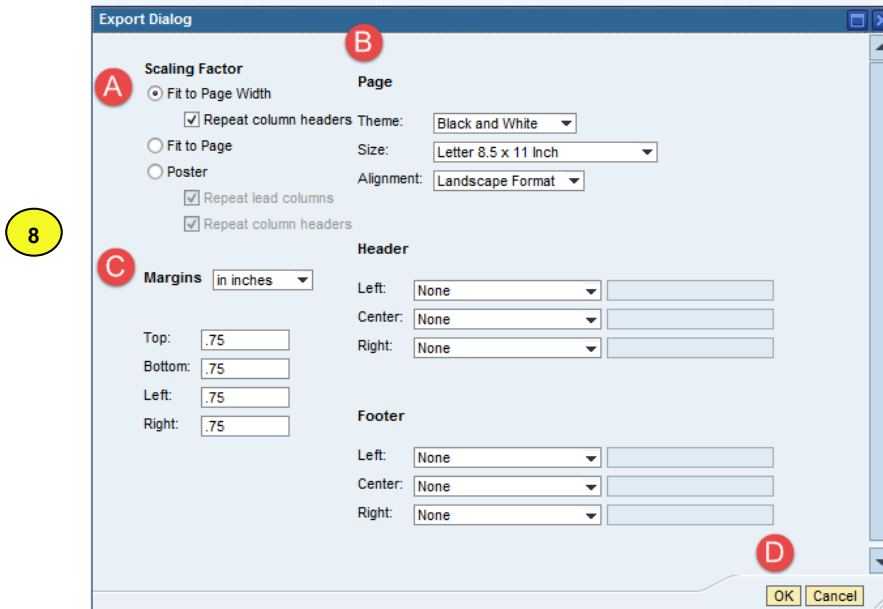 Export Dialog
B
A
Scaling Factor
Fit to Page Width
Repeat column headers
Fit to Page
Poster
Repeat lead columns
Repeat column headers
Page
Theme: Black and White
Size: Letter 8.5 x 11 Inch
Alignment: Landscape Format
8
C
Margins in inches
Top: .75
Bottom: .75
Left: .75
Right: .75
Header
Left: None
Center: None
Right: None
Footer
Left: None
Center: None
Right: None
D
OK Cancel